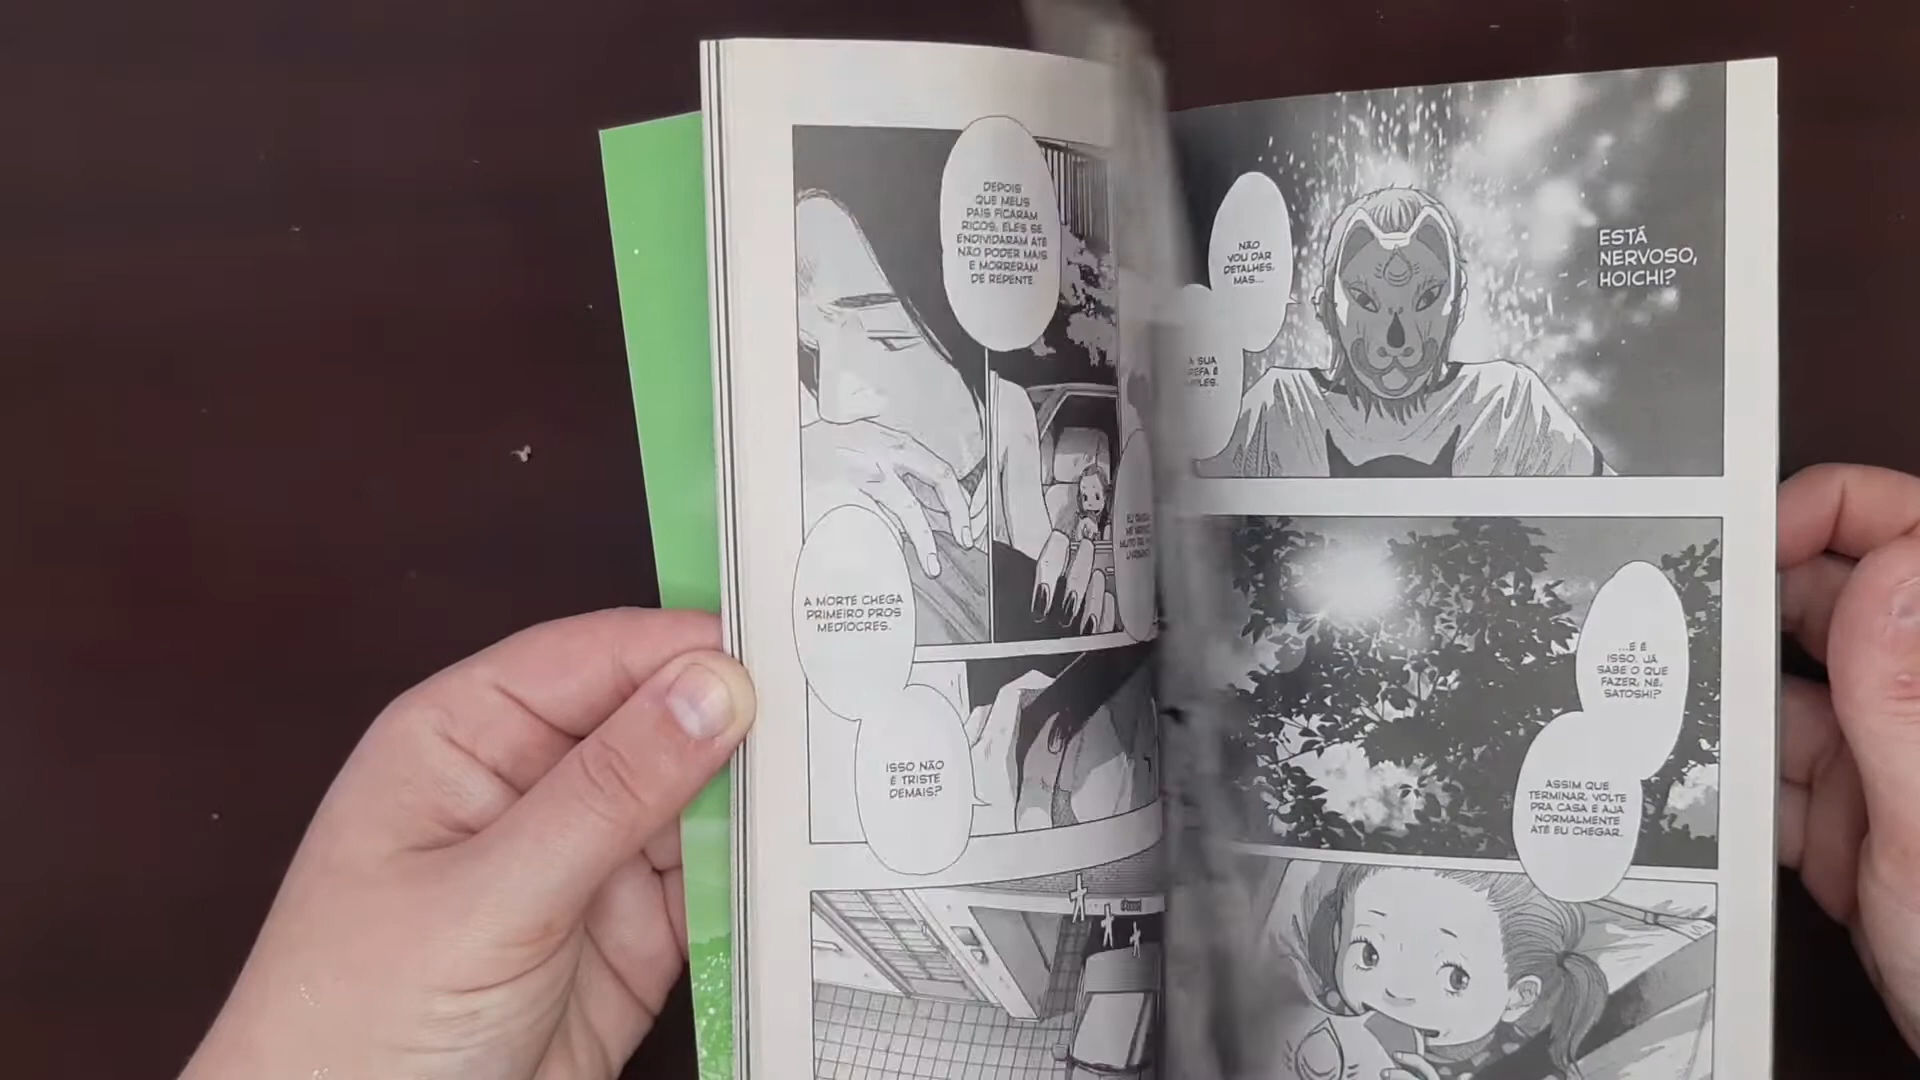 ESTÁ
NERVOSO,
HOICHI?
NÃO
VOU DAR
DETALHES,
MAS...
A SUA
...E É
ISSO. JÁ
SABE O QUE
FAZER, NÉ,
SATOSHI?
ASSIM QUE
TERMINAR, VOLTE
PRA CASA E AJA
NORMALMENTE
ATÉ EU CHEGAR.
DEPOIS
QUE MEUS
PAIS FICARAM
RICOS, ELES SE
ENDIVIDARAM ATÉ
NÃO PODER MAIS
E MORRERAM
DE REPENTE.
A MORTE CHEGA
PRIMEIRO PROS
MEDÍOCRES.
ISSO NÃO
É TRISTE
DEMAIS?